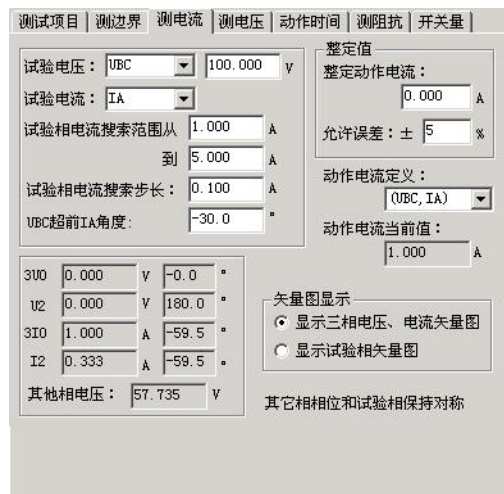 测试项目 测边界 测电流 测电压 动作时间 测阻抗 开关量
试验电压： UBC 100.000 V
试验电流： IA
试验相电流搜索范围从 1.000 A
到 5.000 A
试验相电流搜索步长： 0.100 A
UBC超前IA角度: -30.0 °
整定值
整定动作电流：
0.000 A
允许误差：± 5 %
动作电流定义：
(UBC, IA)
动作电流当前值：
1.000 A
3U0 0.000 V -0.0 °
U2 0.000 V 180.0 °
3I0 1.000 A -59.5 °
I2 0.333 A -59.5 °
其他相电压： 57.735 V
矢量图显示
显示三相电压、电流矢量图
显示试验相矢量图
其它相相位和试验相保持对称